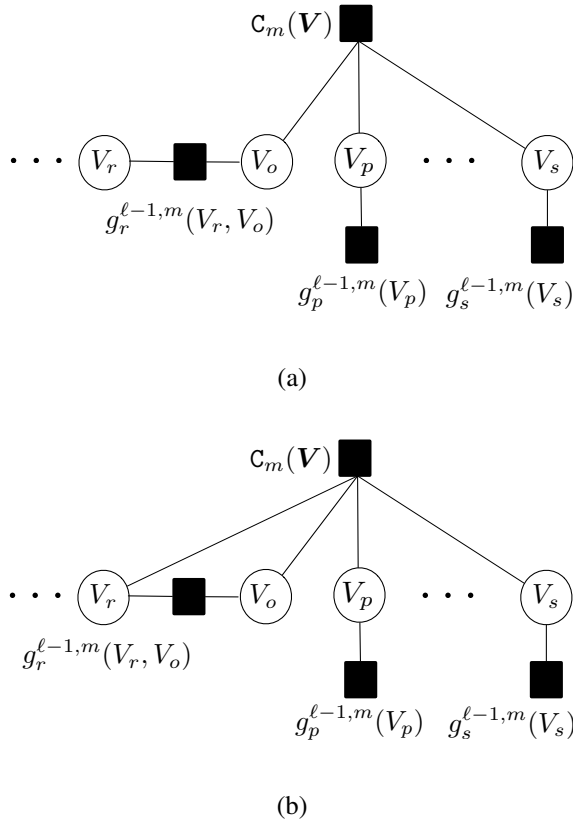 C_m(V)
· · · V_r V_o V_p · · · V_s
g_r^{ℓ−1,m}(V_r, V_o)
g_p^{ℓ−1,m}(V_p) g_s^{ℓ−1,m}(V_s)
(a)
C_m(V)
· · · V_r V_o V_p · · · V_s
g_r^{ℓ−1,m}(V_r, V_o)
g_p^{ℓ−1,m}(V_p) g_s^{ℓ−1,m}(V_s)
(b)